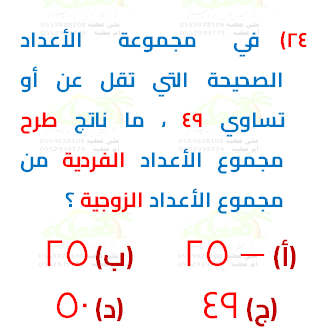 ٢٤) في مجموعة الأعداد
الصحيحة التي تقل عن أو
تساوي ٤٩ ، ما ناتج طرح
مجموع الأعداد الفردية من
مجموع الأعداد الزوجية ؟
(أ) – ٢٥ (ب) ٢٥
(ج) ٤٩ (د) ٥٠